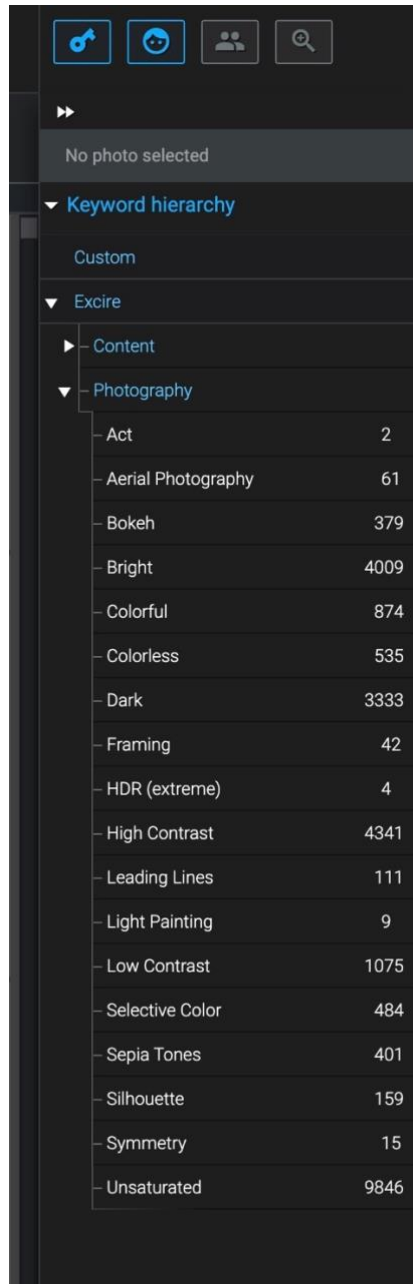 No photo selected
Keyword hierarchy
Custom
Excire
Content
Photography
Act 2
Aerial Photography 61
Bokeh 379
Bright 4009
Colorful 874
Colorless 535
Dark 3333
Framing 42
HDR (extreme) 4
High Contrast 4341
Leading Lines 111
Light Painting 9
Low Contrast 1075
Selective Color 484
Sepia Tones 401
Silhouette 159
Symmetry 15
Unsaturated 9846